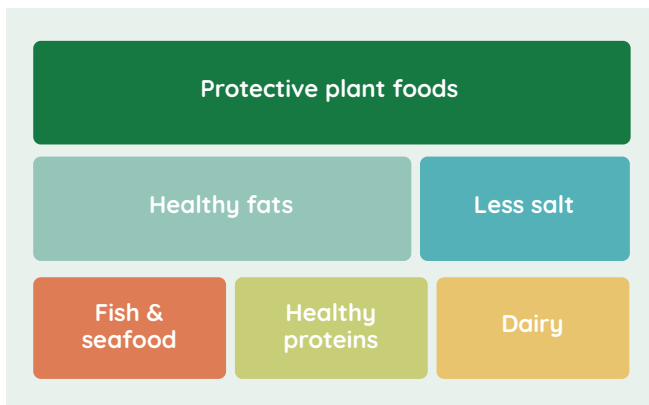 Protective plant foods
Healthy fats
Less salt
Fish &
seafood
Healthy
proteins
Dairy